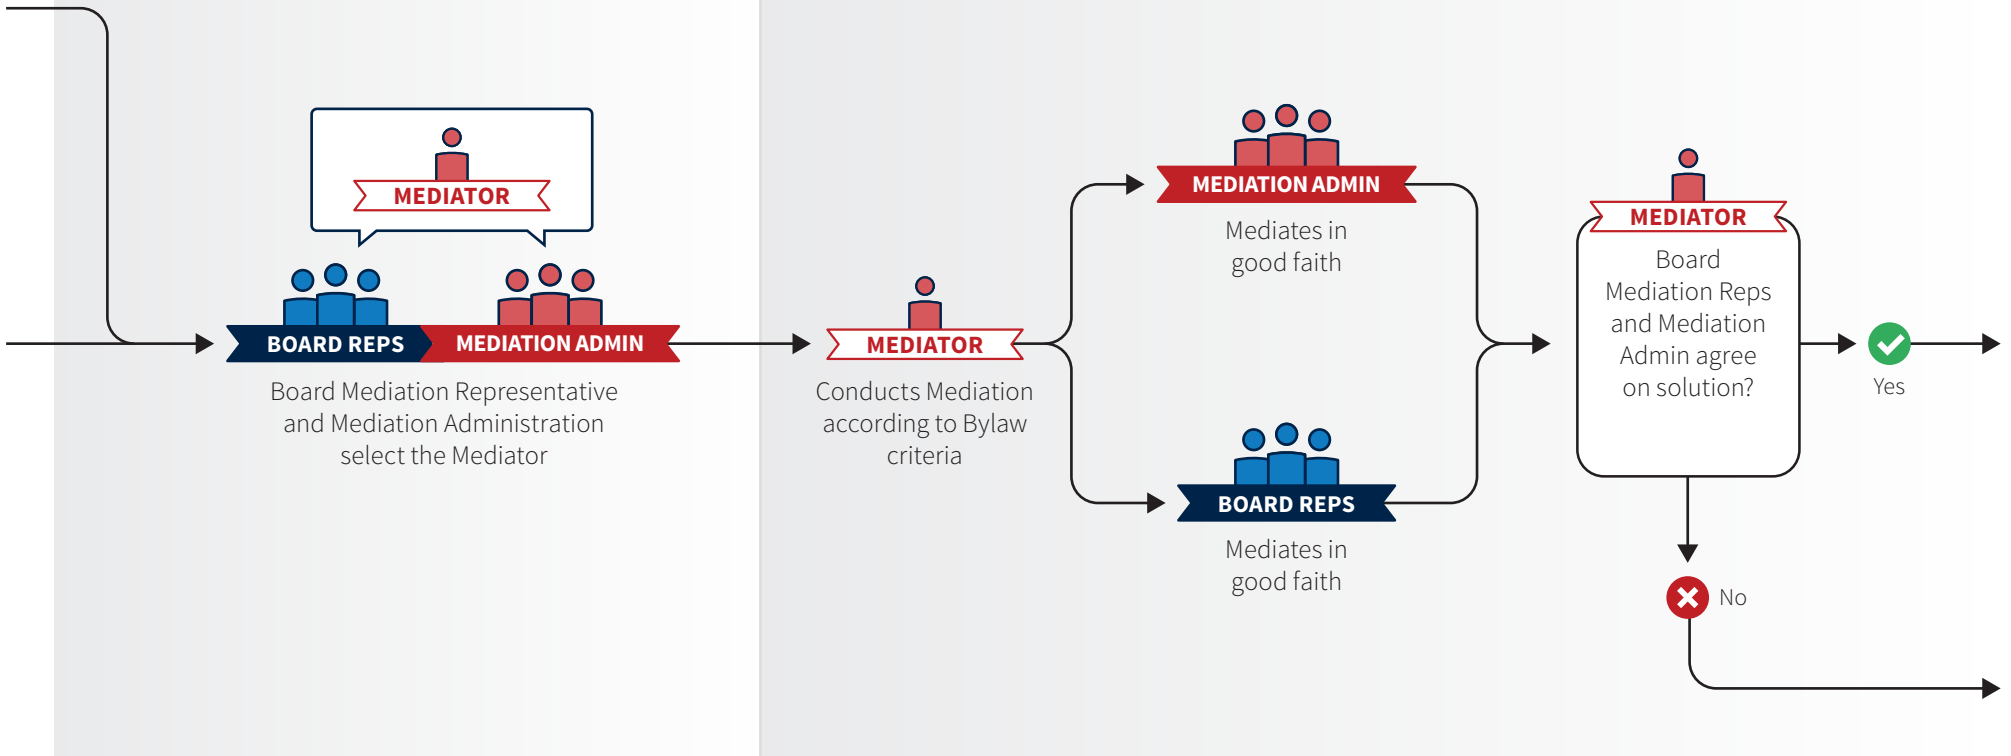 MEDIATOR
BOARD REPS
MEDIATION ADMIN
Board Mediation Representative
and Mediation Administration
select the Mediator
MEDIATOR
Conducts Mediation
according to Bylaw
criteria
MEDIATION ADMIN
Mediates in
good faith
BOARD REPS
Mediates in
good faith
MEDIATOR
Board
Mediation Reps
and Mediation
Admin agree
on solution?
Yes
No